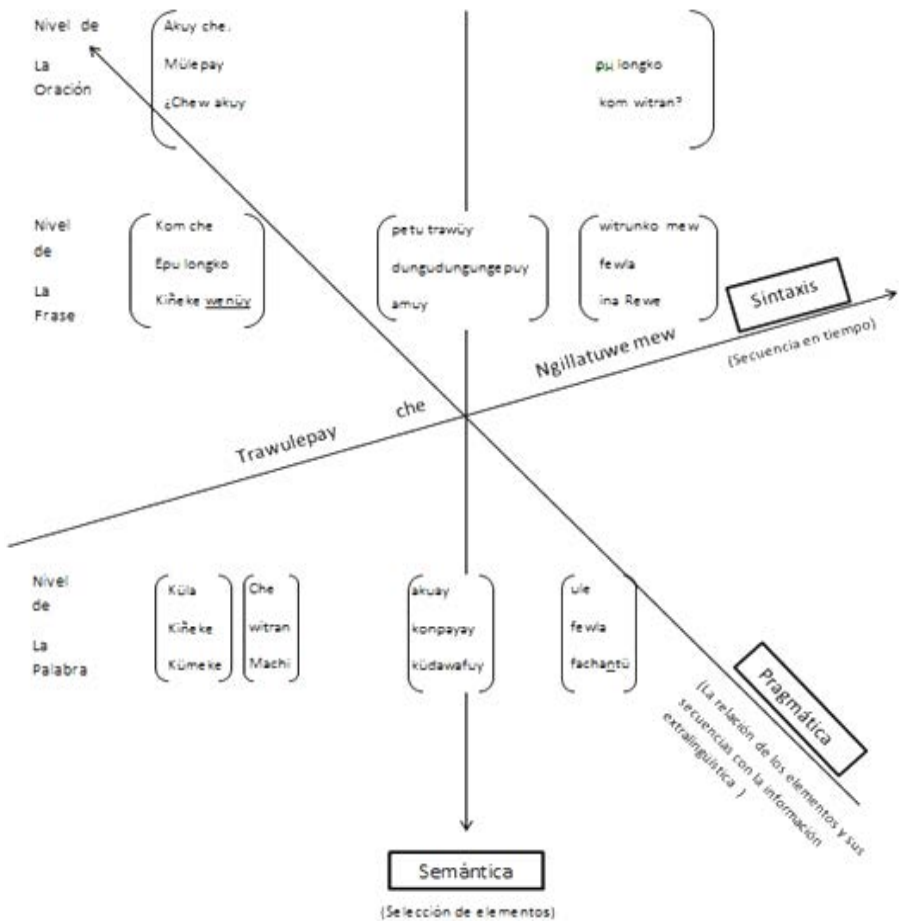 Nivel de
La
Oración
Akuy che.
Mülepay
¿Chew akuy
pu longko
kom witran?
Nivel
de
La
Frase
Kom che
Epu longko
Kiñeke wenüy
petu trawüy
dungudungungepuy
amuy
witrunko mew
fewla
ina Rewe
Sintaxis
(Secuencia en tiempo)
Trawulepay che Ngillatuwe mew
Nivel
de
La
Palabra
Küla
Kiñeke
Kümeke
Che
witran
Machi
akuay
konpayay
küdawafuy
ule
fewla
fachantü
Pragmática
(La relación de los elementos y sus
secuencias con la información
extralingüística )
Semántica
(Selección de elementos)